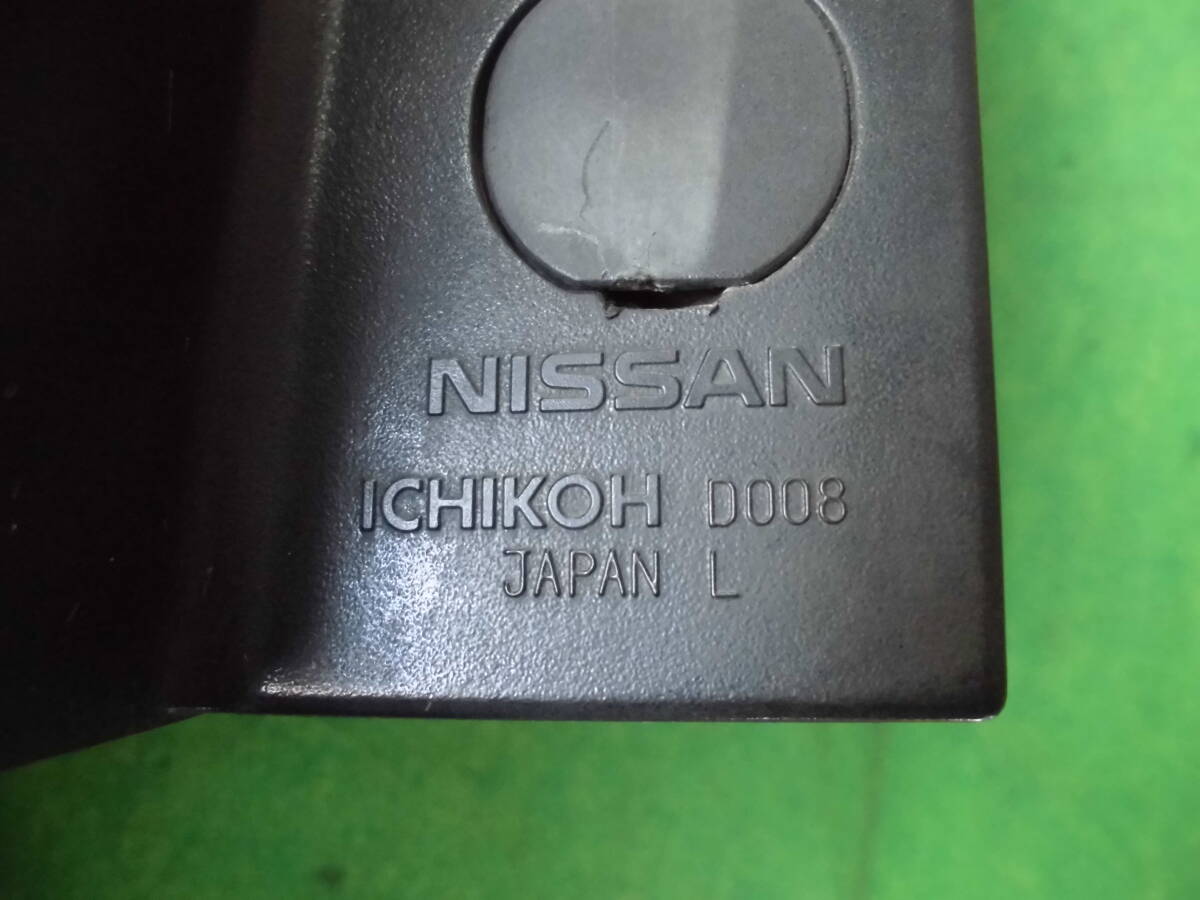 NISSAN
ICHIKOH D008
JAPAN L